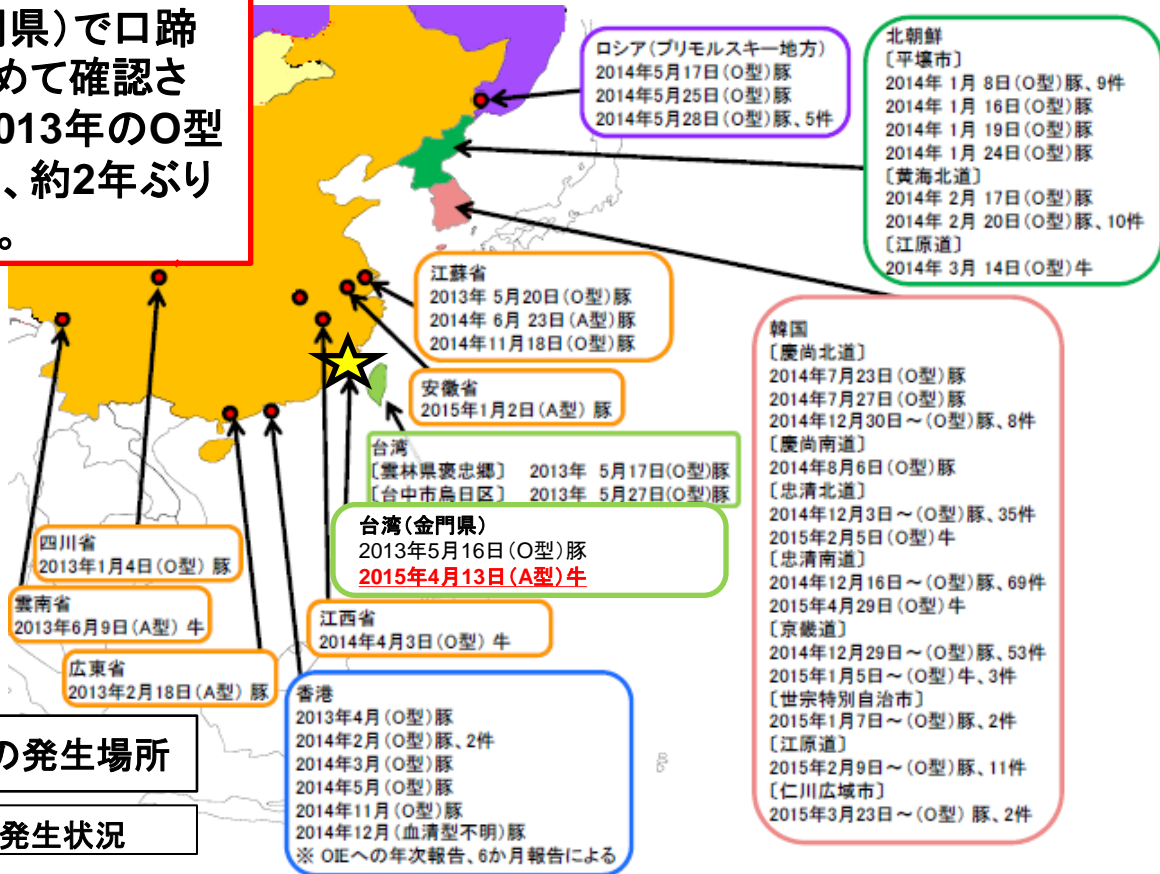 県）で口蹄
めて確認さ
013年のO型
、約2年ぶり
。
ロシア（プリモルスキー地方）
2014年5月17日（O型）豚
2014年5月25日（O型）豚
2014年5月28日（O型）豚、5件
北朝鮮
〔平壌市〕
2014年 1月 8日（O型）豚、9件
2014年 1月 16日（O型）豚
2014年 1月 19日（O型）豚
2014年 1月 24日（O型）豚
〔黄海北道〕
2014年 2月 17日（O型）豚
2014年 2月 20日（O型）豚、10件
〔江原道〕
2014年 3月 14日（O型）牛
江蘇省
2013年 5月20日（O型）豚
2014年 6月 23日（A型）豚
2014年11月18日（O型）豚
安徽省
2015年1月2日（A型） 豚
台湾
〔雲林県褒忠郷〕 2013年 5月17日（O型）豚
〔台中市烏日区〕 2013年 5月27日（O型）豚
台湾（金門県）
2013年5月16日（O型）豚
2015年4月13日（A型）牛
韓国
〔慶尚北道〕
2014年7月23日（O型）豚
2014年7月27日（O型）豚
2014年12月30日～（O型）豚、8件
〔慶尚南道〕
2014年8月6日（O型）豚
〔忠清北道〕
2014年12月3日～（O型）豚、35件
2015年2月5日（O型）牛
〔忠清南道〕
2014年12月16日～（O型）豚、69件
2015年4月29日（O型）牛
〔京畿道〕
2014年12月29日～（O型）豚、53件
2015年1月5日～（O型）牛、3件
〔世宗特別自治市〕
2015年1月7日～（O型）豚、2件
〔江原道〕
2015年2月9日～（O型）豚、11件
〔仁川広域市〕
2015年3月23日～（O型） 豚、2件
四川省
2013年1月4日（O型） 豚
雲南省
2013年6月9日（A型） 牛
広東省
2013年2月18日（A型） 豚
江西省
2014年4月3日（O型） 牛
香港
2013年4月（O型）豚
2014年2月（O型）豚、2件
2014年3月（O型）豚
2014年5月（O型）豚
2014年11月（O型）豚
2014年12月（血清型不明）豚
※ OIEへの年次報告、6か月報告による
の発生場所
発生状況